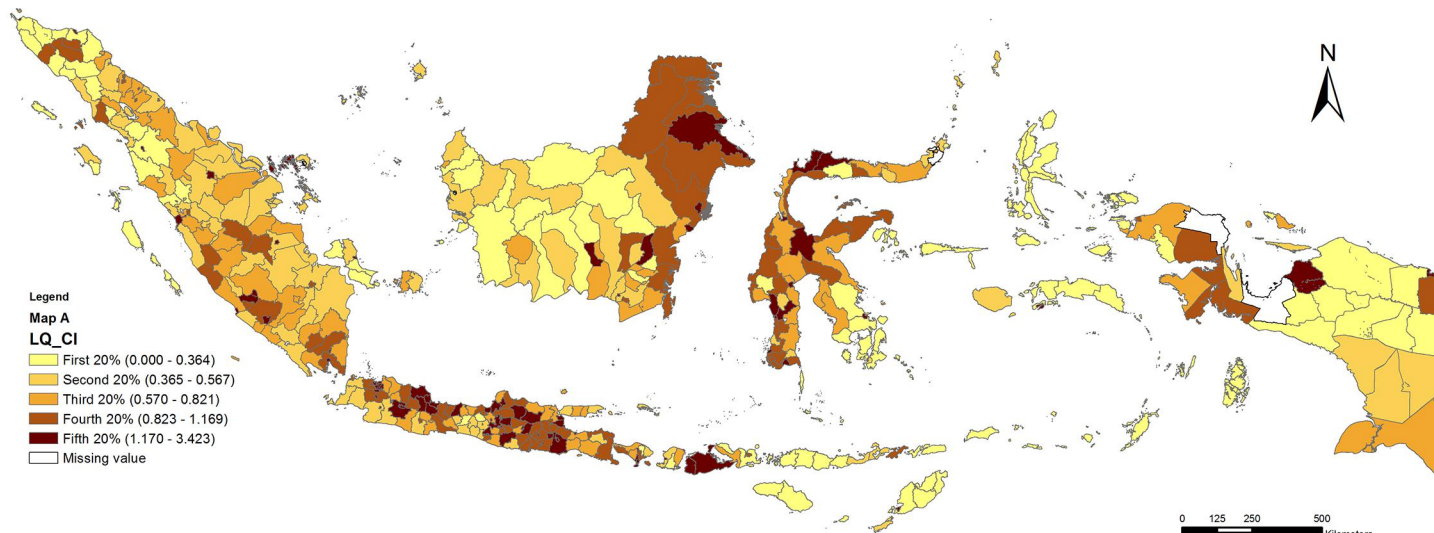 N
Legend
Map A
LQ_CI
First 20% (0.000 - 0.364)
Second 20% (0.365 - 0.567)
Third 20% (0.570 - 0.821)
Fourth 20% (0.823 - 1.169)
Fifth 20% (1.170 - 3.423)
Missing value
0 125 250 500
Kilometers